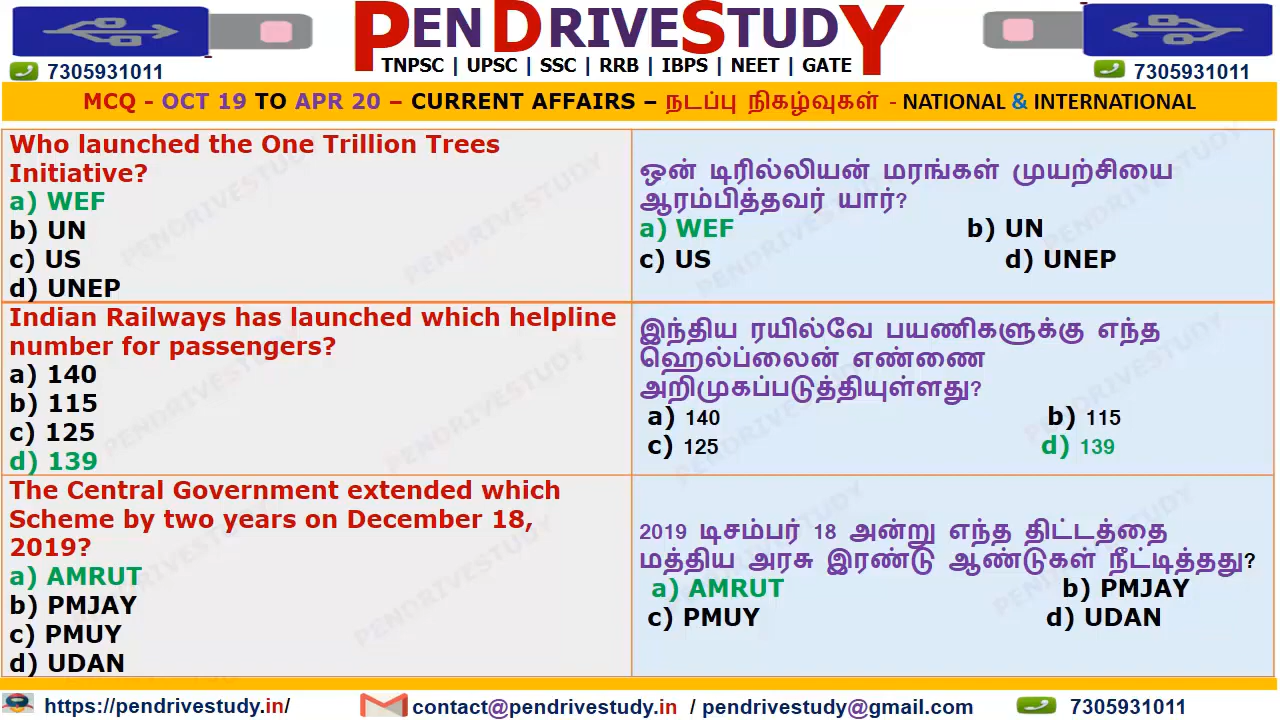 PENDRIVESTUDY
TNPSC | UPSC | SSC | RRB | IBPS | NEET | GATE
7305931011
7305931011
MCQ - OCT 19 TO APR 20 – CURRENT AFFAIRS – நடப்பு நிகழ்வுகள் - NATIONAL & INTERNATIONAL
Who launched the One Trillion Trees
Initiative?
a) WEF
b) UN
c) US
d) UNEP
ஒன் டிரில்லியன் மரங்கள் முயற்சியை
ஆரம்பித்தவர் யார்?
a) WEF b) UN
c) US d) UNEP
Indian Railways has launched which helpline
number for passengers?
a) 140
b) 115
c) 125
d) 139
இந்திய ரயில்வே பயணிகளுக்கு எந்த
ஹெல்ப்லைன் எண்ணை
அறிமுகப்படுத்தியுள்ளது?
a) 140 b) 115
c) 125 d) 139
The Central Government extended which
Scheme by two years on December 18,
2019?
a) AMRUT
b) PMJAY
c) PMUY
d) UDAN
2019 டிசம்பர் 18 அன்று எந்த திட்டத்தை
மத்திய அரசு இரண்டு ஆண்டுகள் நீட்டித்தது?
a) AMRUT b) PMJAY
c) PMUY d) UDAN
https://pendrivestudy.in/ contact@pendrivestudy.in / pendrivestudy@gmail.com 7305931011